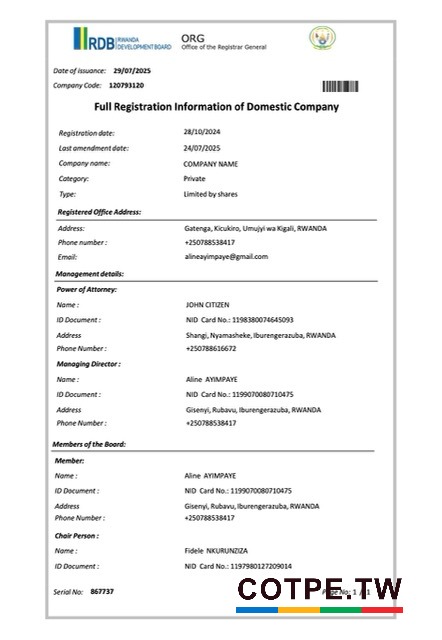 RDB RWANDA
DEVELOPMENT BOARD
ORG
Office of the Registrar General
Date of issuance: 29/07/2025
Company Code: 120793120
Full Registration Information of Domestic Company
Registration date: 28/10/2024
Last amendment date: 24/07/2025
Company name: COMPANY NAME
Category: Private
Type: Limited by shares
Registered Office Address:
Address: Gatenga, Kicukiro, Umujyi wa Kigali, RWANDA
Phone number : +250788538417
Email: alineayimpaye@gmail.com
Management details:
Power of Attorney:
Name : JOHN CITIZEN
ID Document : NID Card No.: 1198380074645093
Address Shangi, Nyamasheke, Iburengerazuba, RWANDA
Phone Number : +250788616672
Managing Director :
Name : Aline AYIMPAYE
ID Document : NID Card No.: 1199070080710475
Address Gisenyi, Rubavu, Iburengerazuba, RWANDA
Phone Number : +250788538417
Members of the Board:
Member:
Name : Aline AYIMPAYE
ID Document : NID Card No.: 1199070080710475
Address Gisenyi, Rubavu, Iburengerazuba, RWANDA
Phone Number : +250788538417
Chair Person :
Name : Fidele NKURUNZIZA
ID Document : NID Card No.: 1197980127209014
Serial No: 867737
No: 1 / 1
COTPE.TW